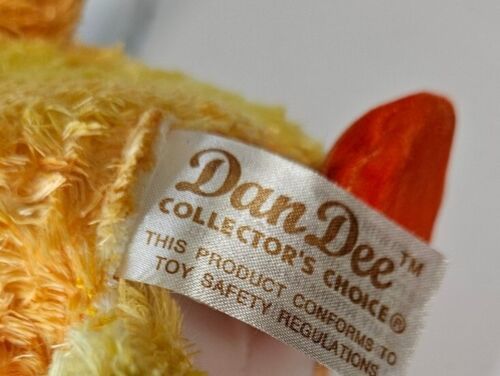 Dan Dee™
COLLECTOR'S CHOICE®
THIS PRODUCT CONFORMS TO
TOY SAFETY REGULATIONS.